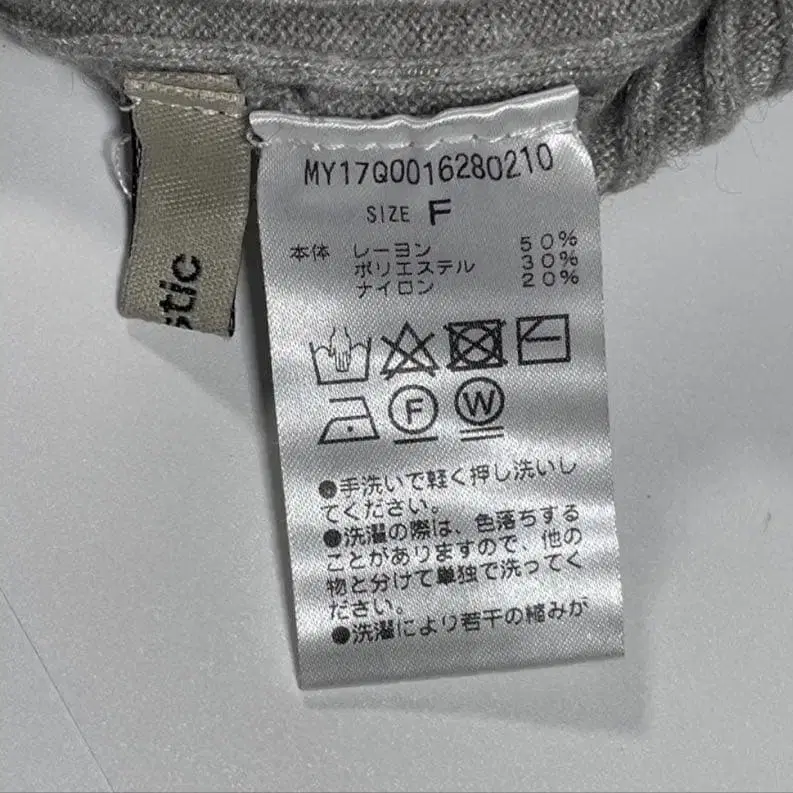 stic
MY17Q0016280210
SIZE F
本体 レーヨン 50%
ポリエステル 30%
ナイロン 20%
F W
●手洗いで軽く押し洗いし
てください。
●洗濯の際は、色落ちする
ことがありますので、他の
物と分けて単独で洗ってく
ださい。
●洗濯により若干の縮みが